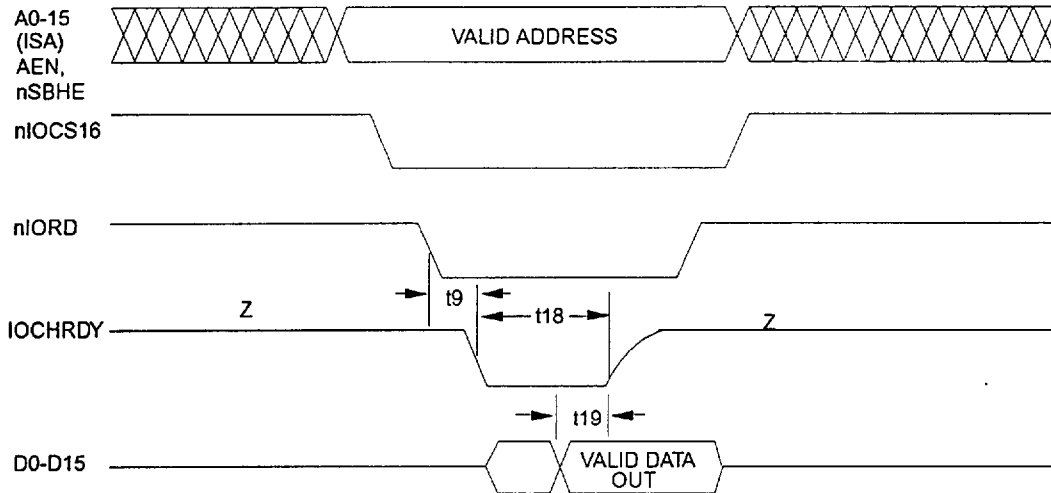 A0-15
(ISA)
AEN,
nSBHE
VALID ADDRESS
nIOCS16
nIORD
t9
t18
Z
Z
IOCHRDY
t19
D0-D15
VALID DATA
OUT